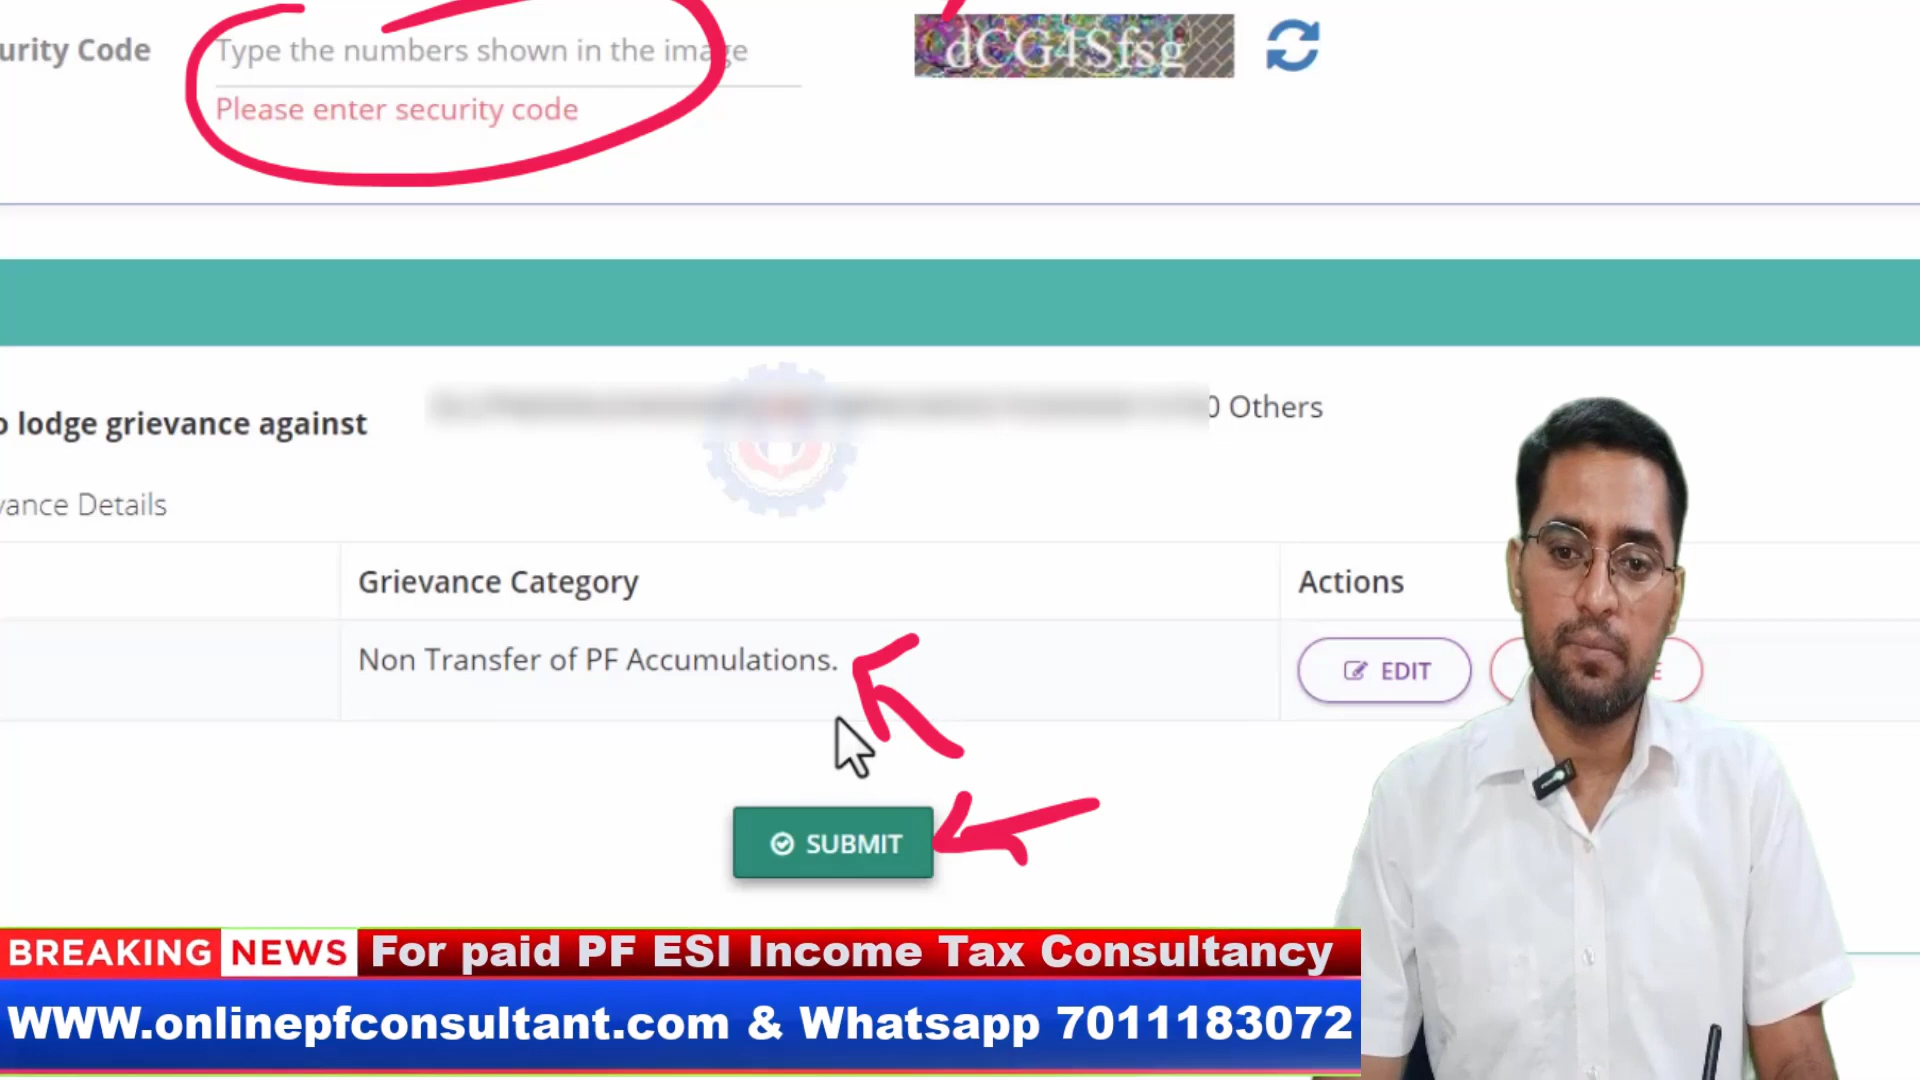 urity Code
Type the numbers shown in the image
dCG4Sfsg
Please enter security code
o lodge grievance against
0 Others
vance Details
Grievance Category
Actions
Non Transfer of PF Accumulations.
EDIT
E
SUBMIT
BREAKING NEWS For paid PF ESI Income Tax Consultancy
WWW.onlinepfconsultant.com & Whatsapp 7011183072